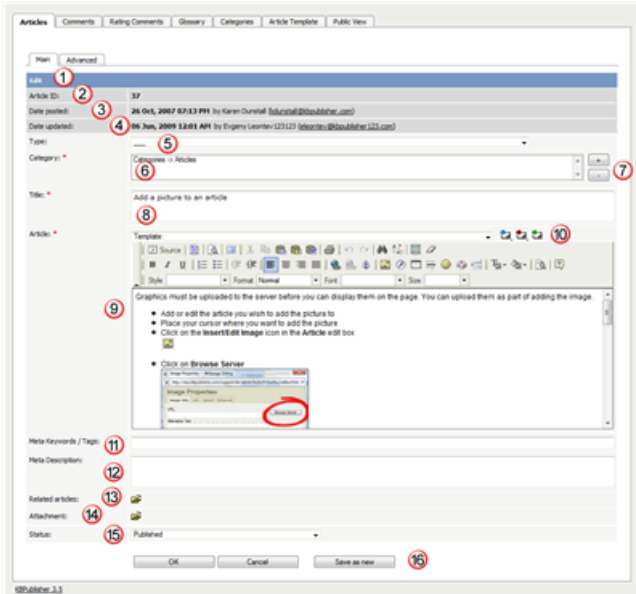 Articles Comments Rating Comments Glossary Categories Article Template Public View
Main Advanced
Edit 1
Article ID: 2 37
Date posted: 3 26 Oct, 2007 07:13 PM by Karen Dunstall (kdunstall@kbpublisher.com)
Date updated: 4 06 Jun, 2009 12:01 AM by Evgeny Leontev123123 (eleontev@kbpublisher123.com)
Type: ___ 5
Category: * Categories -> Articles + 7
6 -
Title: * Add a picture to an article
8
Article: * Template: 10
Source
B I U
Style Format Normal Font Size
Graphics must be uploaded to the server before you can display them on the page. You can upload them as part of adding the image.
9
• Add or edit the article you wish to add the picture to
• Place your cursor where you want to add the picture
• Click on the Insert/Edit Image icon in the Article edit box
• Click on Browse Server
Image Properties
URL
Browse Server
Alternative Text
Meta Keywords / Tags: 11
Meta Description:
12
Related articles: 13
Attachment: 14
Status: 15 Published
OK Cancel Save as new 16
KBPublisher 3.5